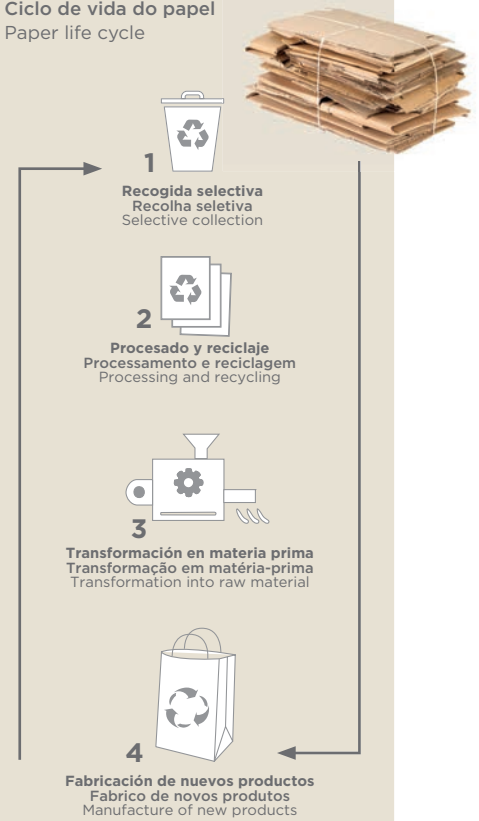 Ciclo de vida do papel
Paper life cycle
1
Recogida selectiva
Recolha seletiva
Selective collection
2
Procesado y reciclaje
Processamento e reciclagem
Processing and recycling
3
Transformación en materia prima
Transformação em matéria-prima
Transformation into raw material
4
Fabricación de nuevos productos
Fabrico de novos produtos
Manufacture of new products